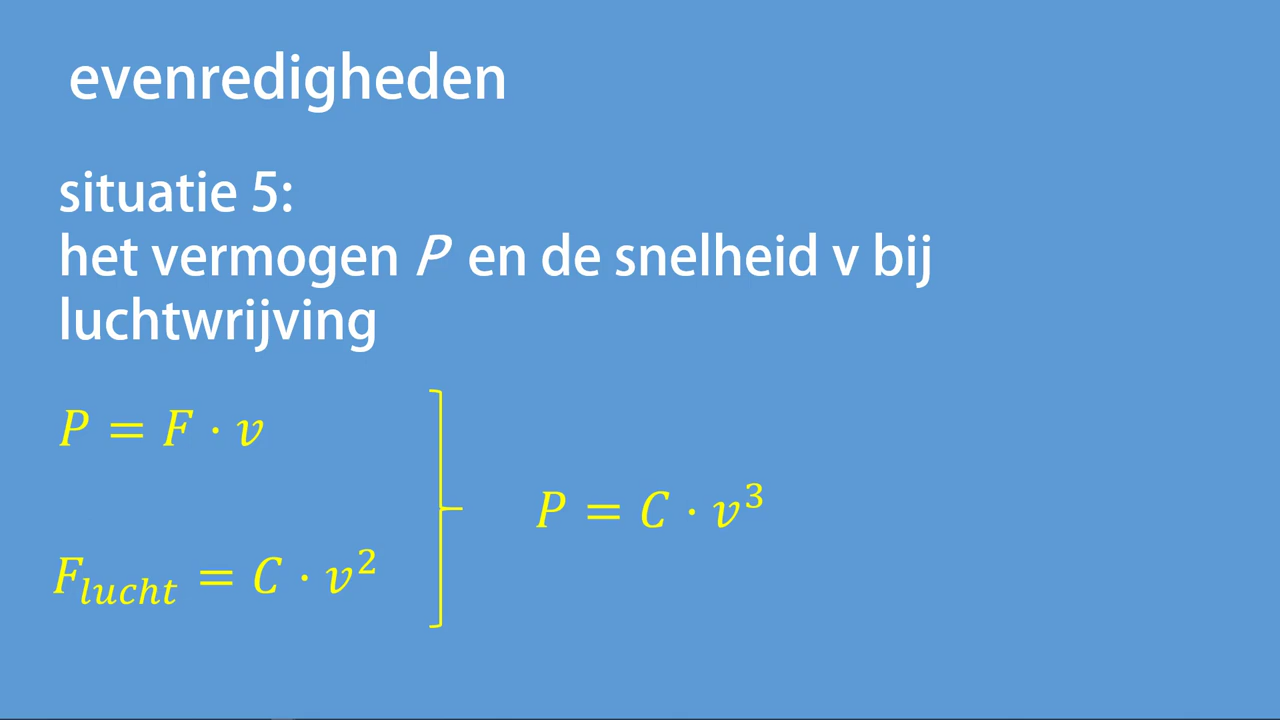 evenredigheden
situatie 5:
het vermogen P en de snelheid v bij
luchtwrijving
P = F · v
P = C · v³
F_lucht = C · v²